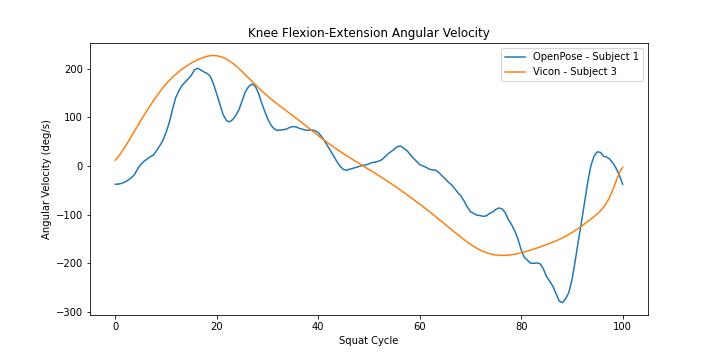 Knee Flexion-Extension Angular Velocity
OpenPose - Subject 1
Vicon - Subject 3
Angular Velocity (deg/s)
200
100
0
−100
−200
−300
0 20 40 60 80 100
Squat Cycle